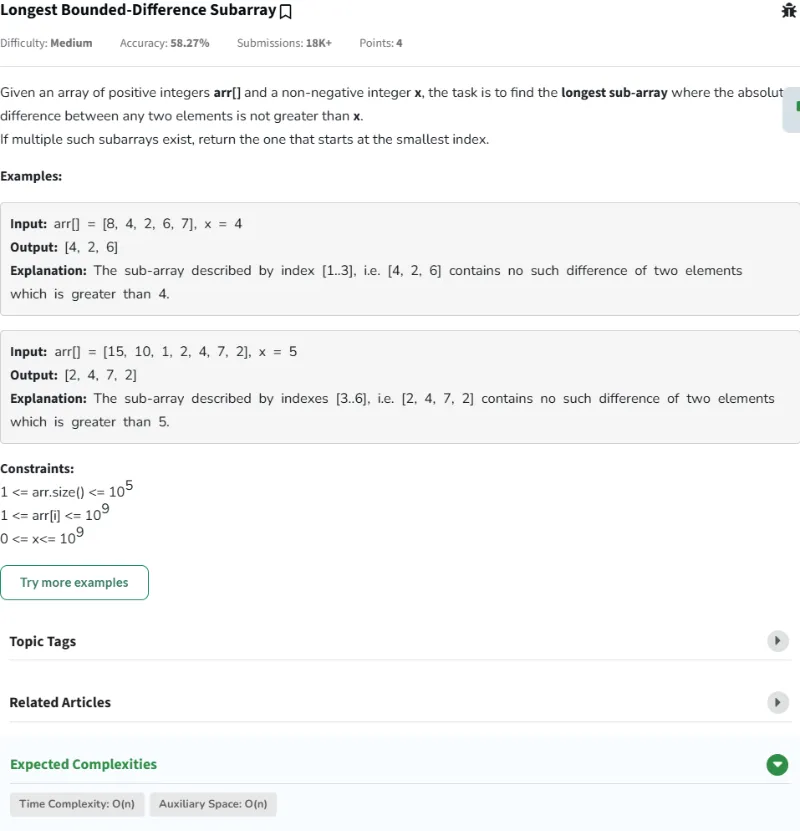 Longest Bounded-Difference Subarray
Difficulty: Medium Accuracy: 58.27% Submissions: 18K+ Points: 4
Given an array of positive integers arr[] and a non-negative integer x, the task is to find the longest sub-array where the absolut
difference between any two elements is not greater than x.
If multiple such subarrays exist, return the one that starts at the smallest index.
Examples:
Input: arr[] = [8, 4, 2, 6, 7], x = 4
Output: [4, 2, 6]
Explanation: The sub-array described by index [1..3], i.e. [4, 2, 6] contains no such difference of two elements
which is greater than 4.
Input: arr[] = [15, 10, 1, 2, 4, 7, 2], x = 5
Output: [2, 4, 7, 2]
Explanation: The sub-array described by indexes [3..6], i.e. [2, 4, 7, 2] contains no such difference of two elements
which is greater than 5.
Constraints:
1 <= arr.size() <= 10^5
1 <= arr[i] <= 10^9
0 <= x<= 10^9
Try more examples
Topic Tags
Related Articles
Expected Complexities
Time Complexity: O(n) Auxiliary Space: O(n)